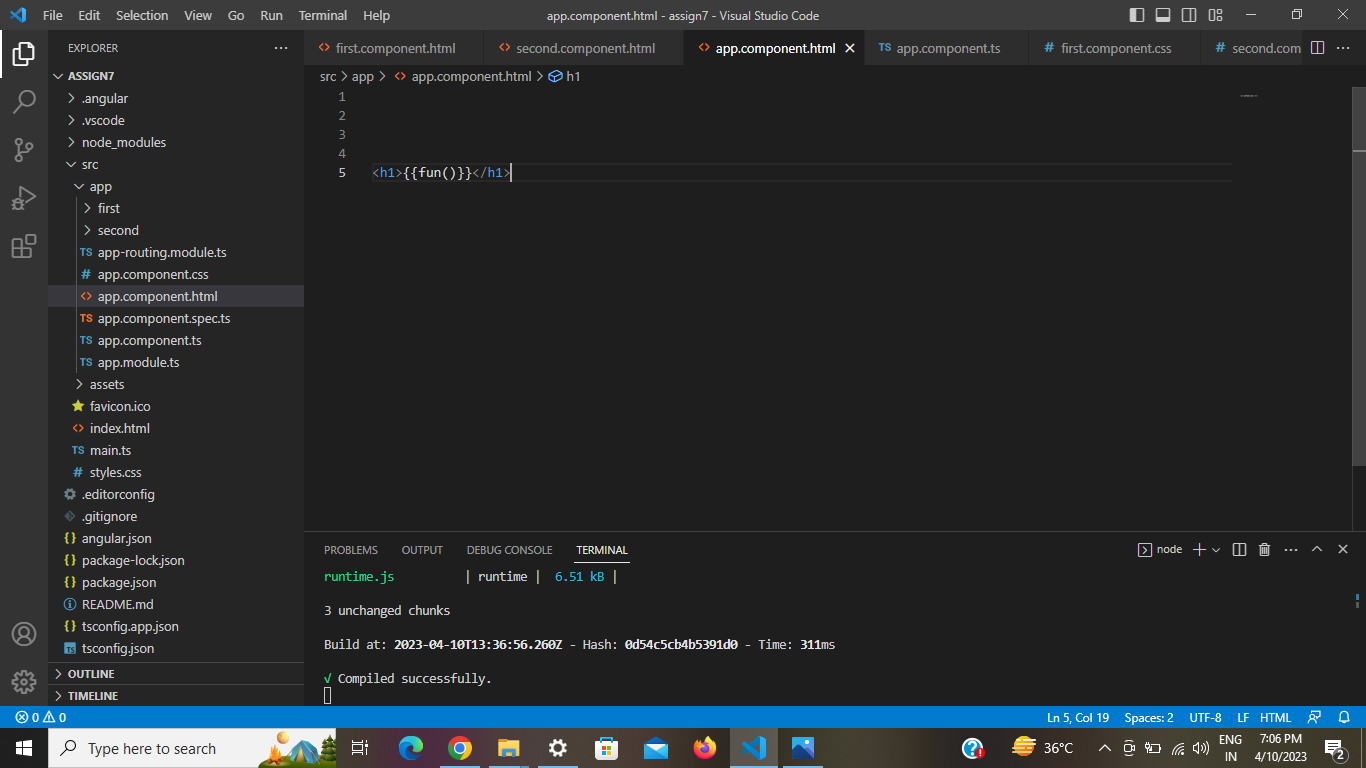 File Edit Selection View Go Run Terminal Help app.component.html - assign7 - Visual Studio Code
EXPLORER ···
first.component.html second.component.html app.component.html TS app.component.ts # first.component.css # second.com
src > app > app.component.html > h1
ASSIGN7
.angular
.vscode
node_modules
src
app
first
second
TS app-routing.module.ts
# app.component.css
app.component.html
TS app.component.spec.ts
TS app.component.ts
TS app.module.ts
assets
favicon.ico
index.html
TS main.ts
# styles.css
.editorconfig
.gitignore
{} angular.json
{} package-lock.json
{} package.json
README.md
{} tsconfig.app.json
TS tsconfig.json
OUTLINE
TIMELINE
1
2
3
4
5 <h1>{{fun()}}</h1>
PROBLEMS OUTPUT DEBUG CONSOLE TERMINAL node
runtime.js | runtime | 6.51 kB |
3 unchanged chunks
Build at: 2023-04-10T13:36:56.260Z - Hash: 0d54c5cb4b5391d0 - Time: 311ms
√ Compiled successfully.
0 0 Ln 5, Col 19 Spaces: 2 UTF-8 LF HTML
Type here to search 36°C ENG IN 7:06 PM 4/10/2023 2